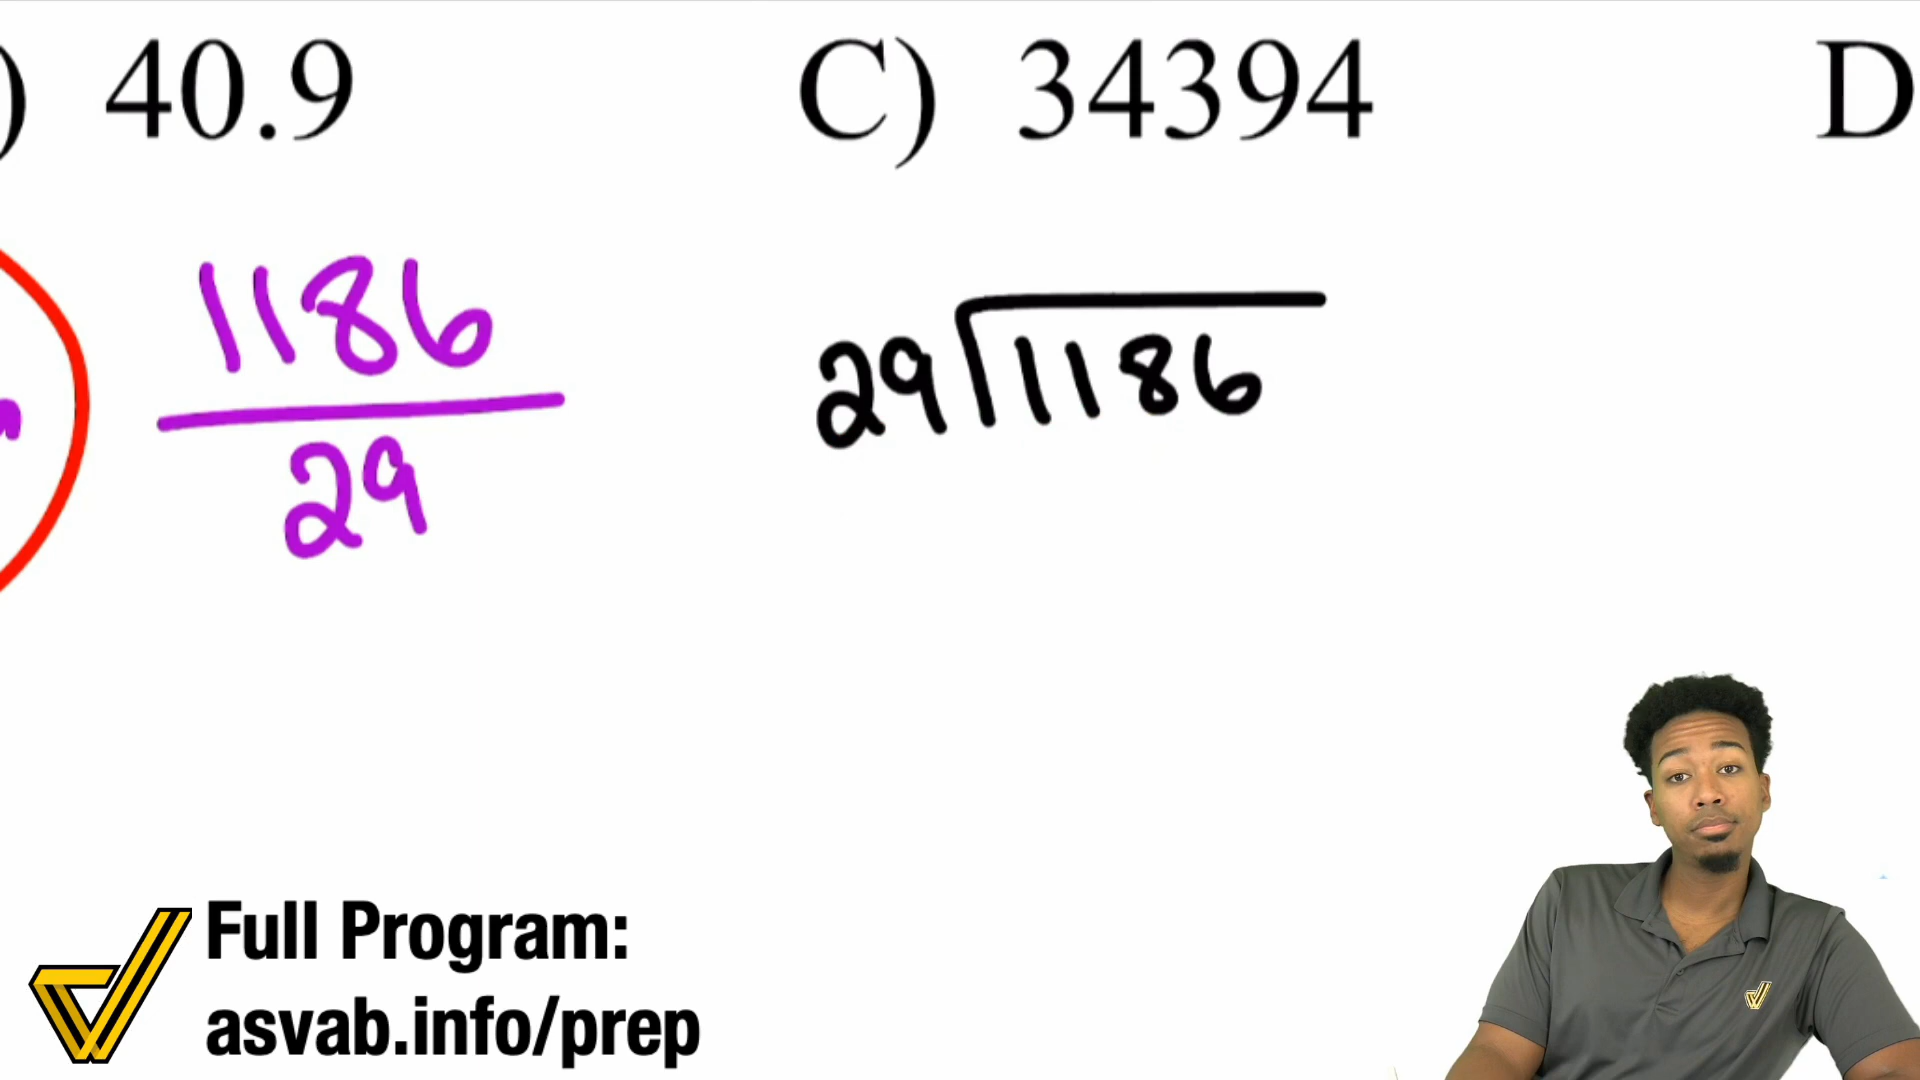 ) 40.9 C) 34394 D
1186
29
29 1186
Full Program:
asvab.info/prep